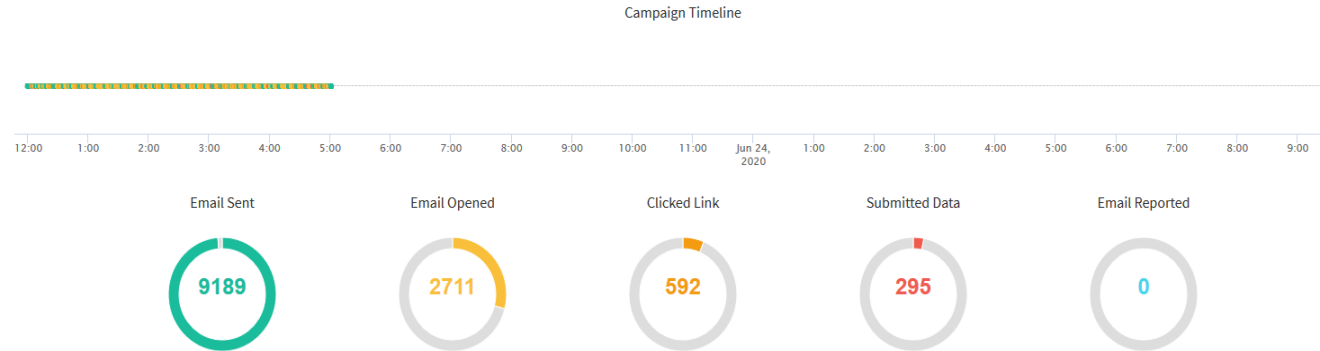 Campaign Timeline
12:00 1:00 2:00 3:00 4:00 5:00 6:00 7:00 8:00 9:00 10:00 11:00 Jun 24, 1:00 2:00 3:00 4:00 5:00 6:00 7:00 8:00 9:00
2020
Email Sent Email Opened Clicked Link Submitted Data Email Reported
9189 2711 592 295 0